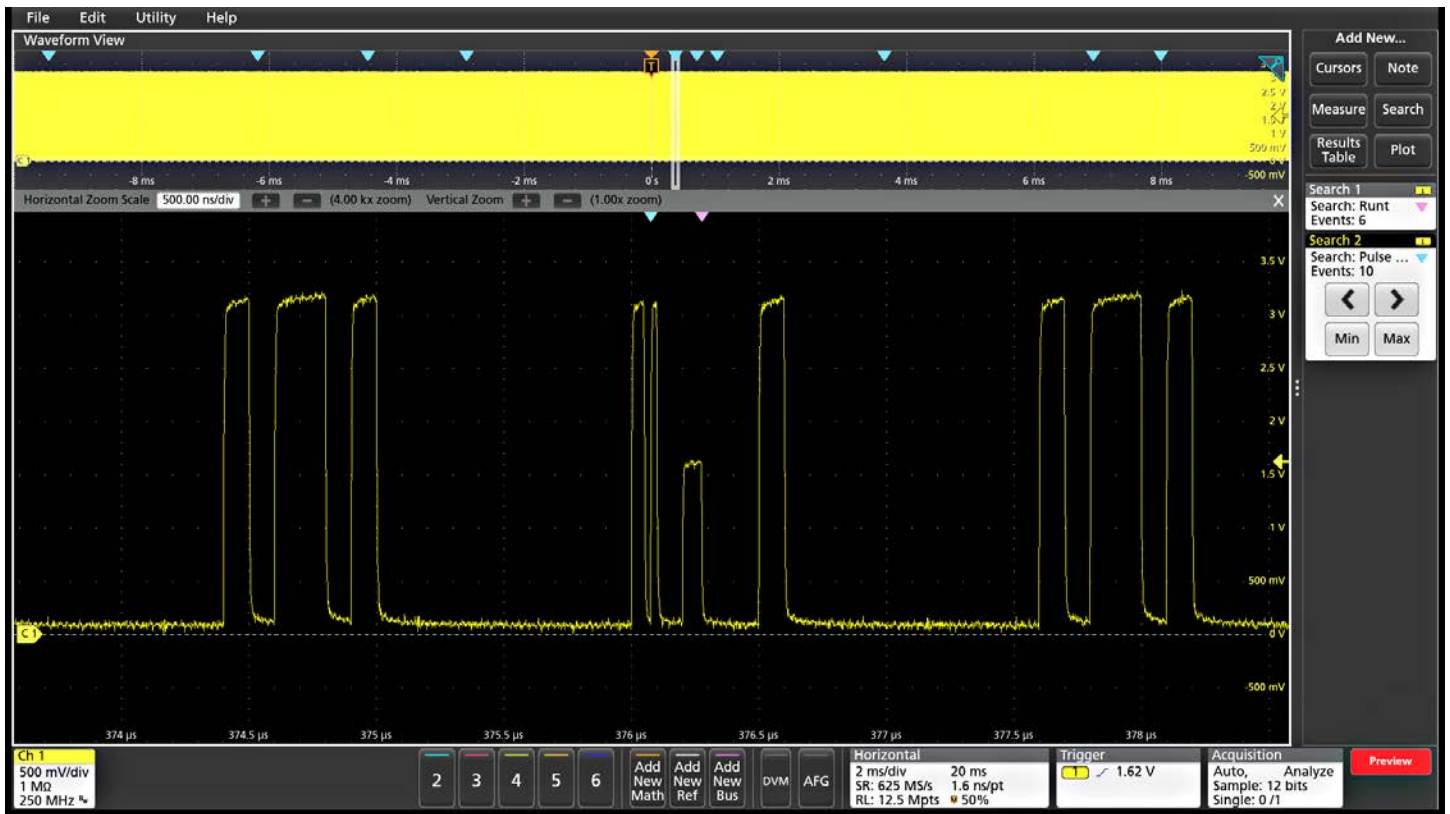 File Edit Utility Help
Waveform View
Add New...
Cursors Note
Measure Search
Results Table Plot
T
2.5 V
2 V
1 V
500 mV
0 V
-500 mV
C 1
-8 ms -6 ms -4 ms -2 ms 0 s 2 ms 4 ms 6 ms 8 ms
Horizontal Zoom Scale 500.00 ns/div + - (4.00 kx zoom) Vertical Zoom + - (1.00x zoom) X
Search 1
Search: Runt
Events: 6
Search 2
Search: Pulse ...
Events: 10
< >
Min Max
3.5 V
3 V
2.5 V
2 V
1.5 V
1 V
500 mV
C 1
0 V
-500 mV
374 µs 374.5 µs 375 µs 375.5 µs 376 µs 376.5 µs 377 µs 377.5 µs 378 µs
Ch 1
500 mV/div
1 MΩ
250 MHz
2 3 4 5 6
Add New Math
Add New Ref
Add New Bus
DVM AFG
Horizontal
2 ms/div 20 ms
SR: 625 MS/s 1.6 ns/pt
RL: 12.5 Mpts 50%
Trigger
1 1.62 V
Acquisition
Auto, Analyze
Sample: 12 bits
Single: 0 /1
Preview